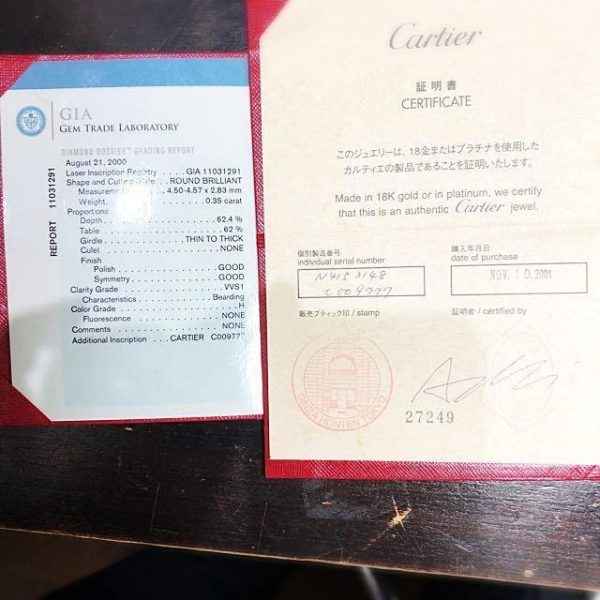 GIA
GEM TRADE LABORATORY
DIAMOND DOSSIER GRADING REPORT
August 21, 2000
REPORT 11031291
Laser Inscription Registry GIA 11031291
Shape and Cutting Style ROUND BRILLIANT
Measurements 4.50-4.57 x 2.83 mm
Weight 0.35 carat
Proportions
Depth 62.4 %
Table 62 %
Girdle THIN TO THICK
Culet NONE
Finish
Polish GOOD
Symmetry GOOD
Clarity Grade VVS1
Characteristics Bearding
Color Grade H
Fluorescence NONE
Comments NONE
Additional Inscription CARTIER C00977
Cartier
証明書
CERTIFICATE
このジュエリーは、18金またはプラチナを使用した
カルティエの製品であることを証明いたします。
Made in 18K gold or in platinum, we certify
that this is an authentic Cartier jewel.
個別製造番号
individual serial number
購入年月日
date of purchase
NOV. 2001
販売ブティック印 / stamp
証明者 / certified by
GINZA HONTEN TOKYO
27249